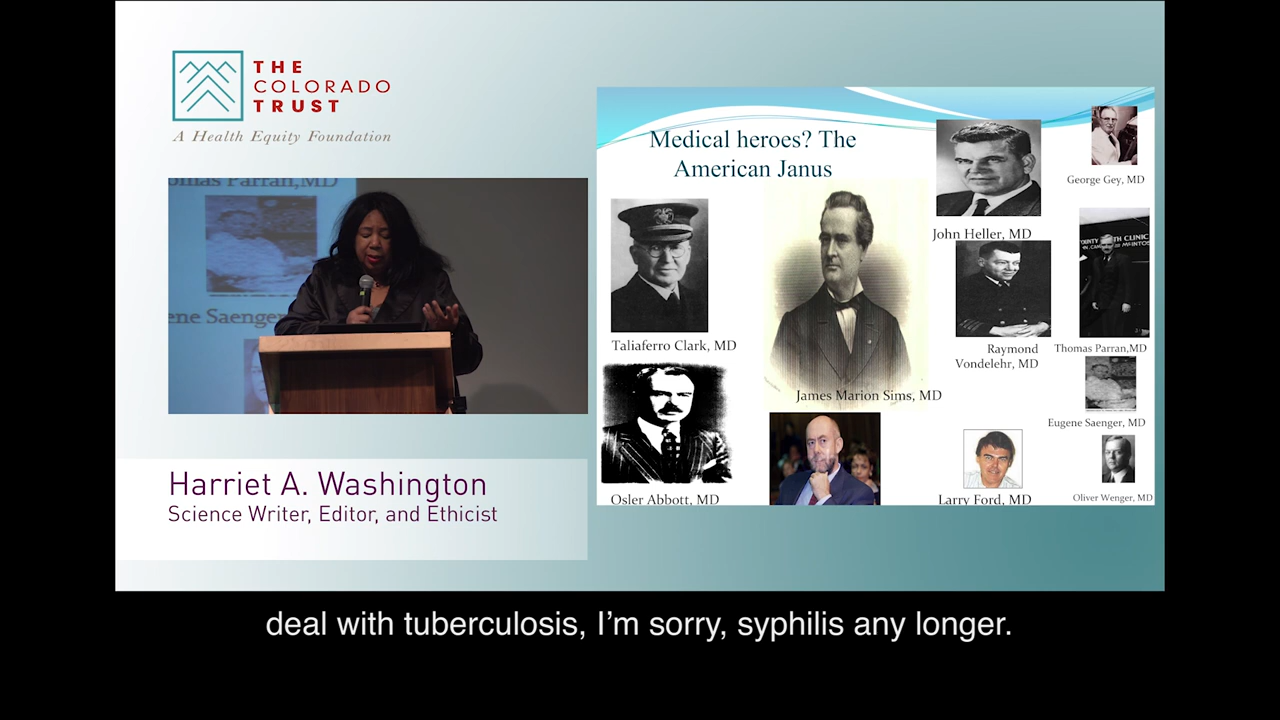 THE
COLORADO
TRUST
A Health Equity Foundation
omas Parran,MD
ene Saenger
Harriet A. Washington
Science Writer, Editor, and Ethicist
Medical heroes? The
American Janus
Taliaferro Clark, MD
James Marion Sims, MD
John Heller, MD
George Gey, MD
Raymond
Vondelehr, MD
Thomas Parran,MD
Eugene Saenger, MD
Osler Abbott, MD
Larry Ford, MD
Oliver Wenger, MD
deal with tuberculosis, I'm sorry, syphilis any longer.